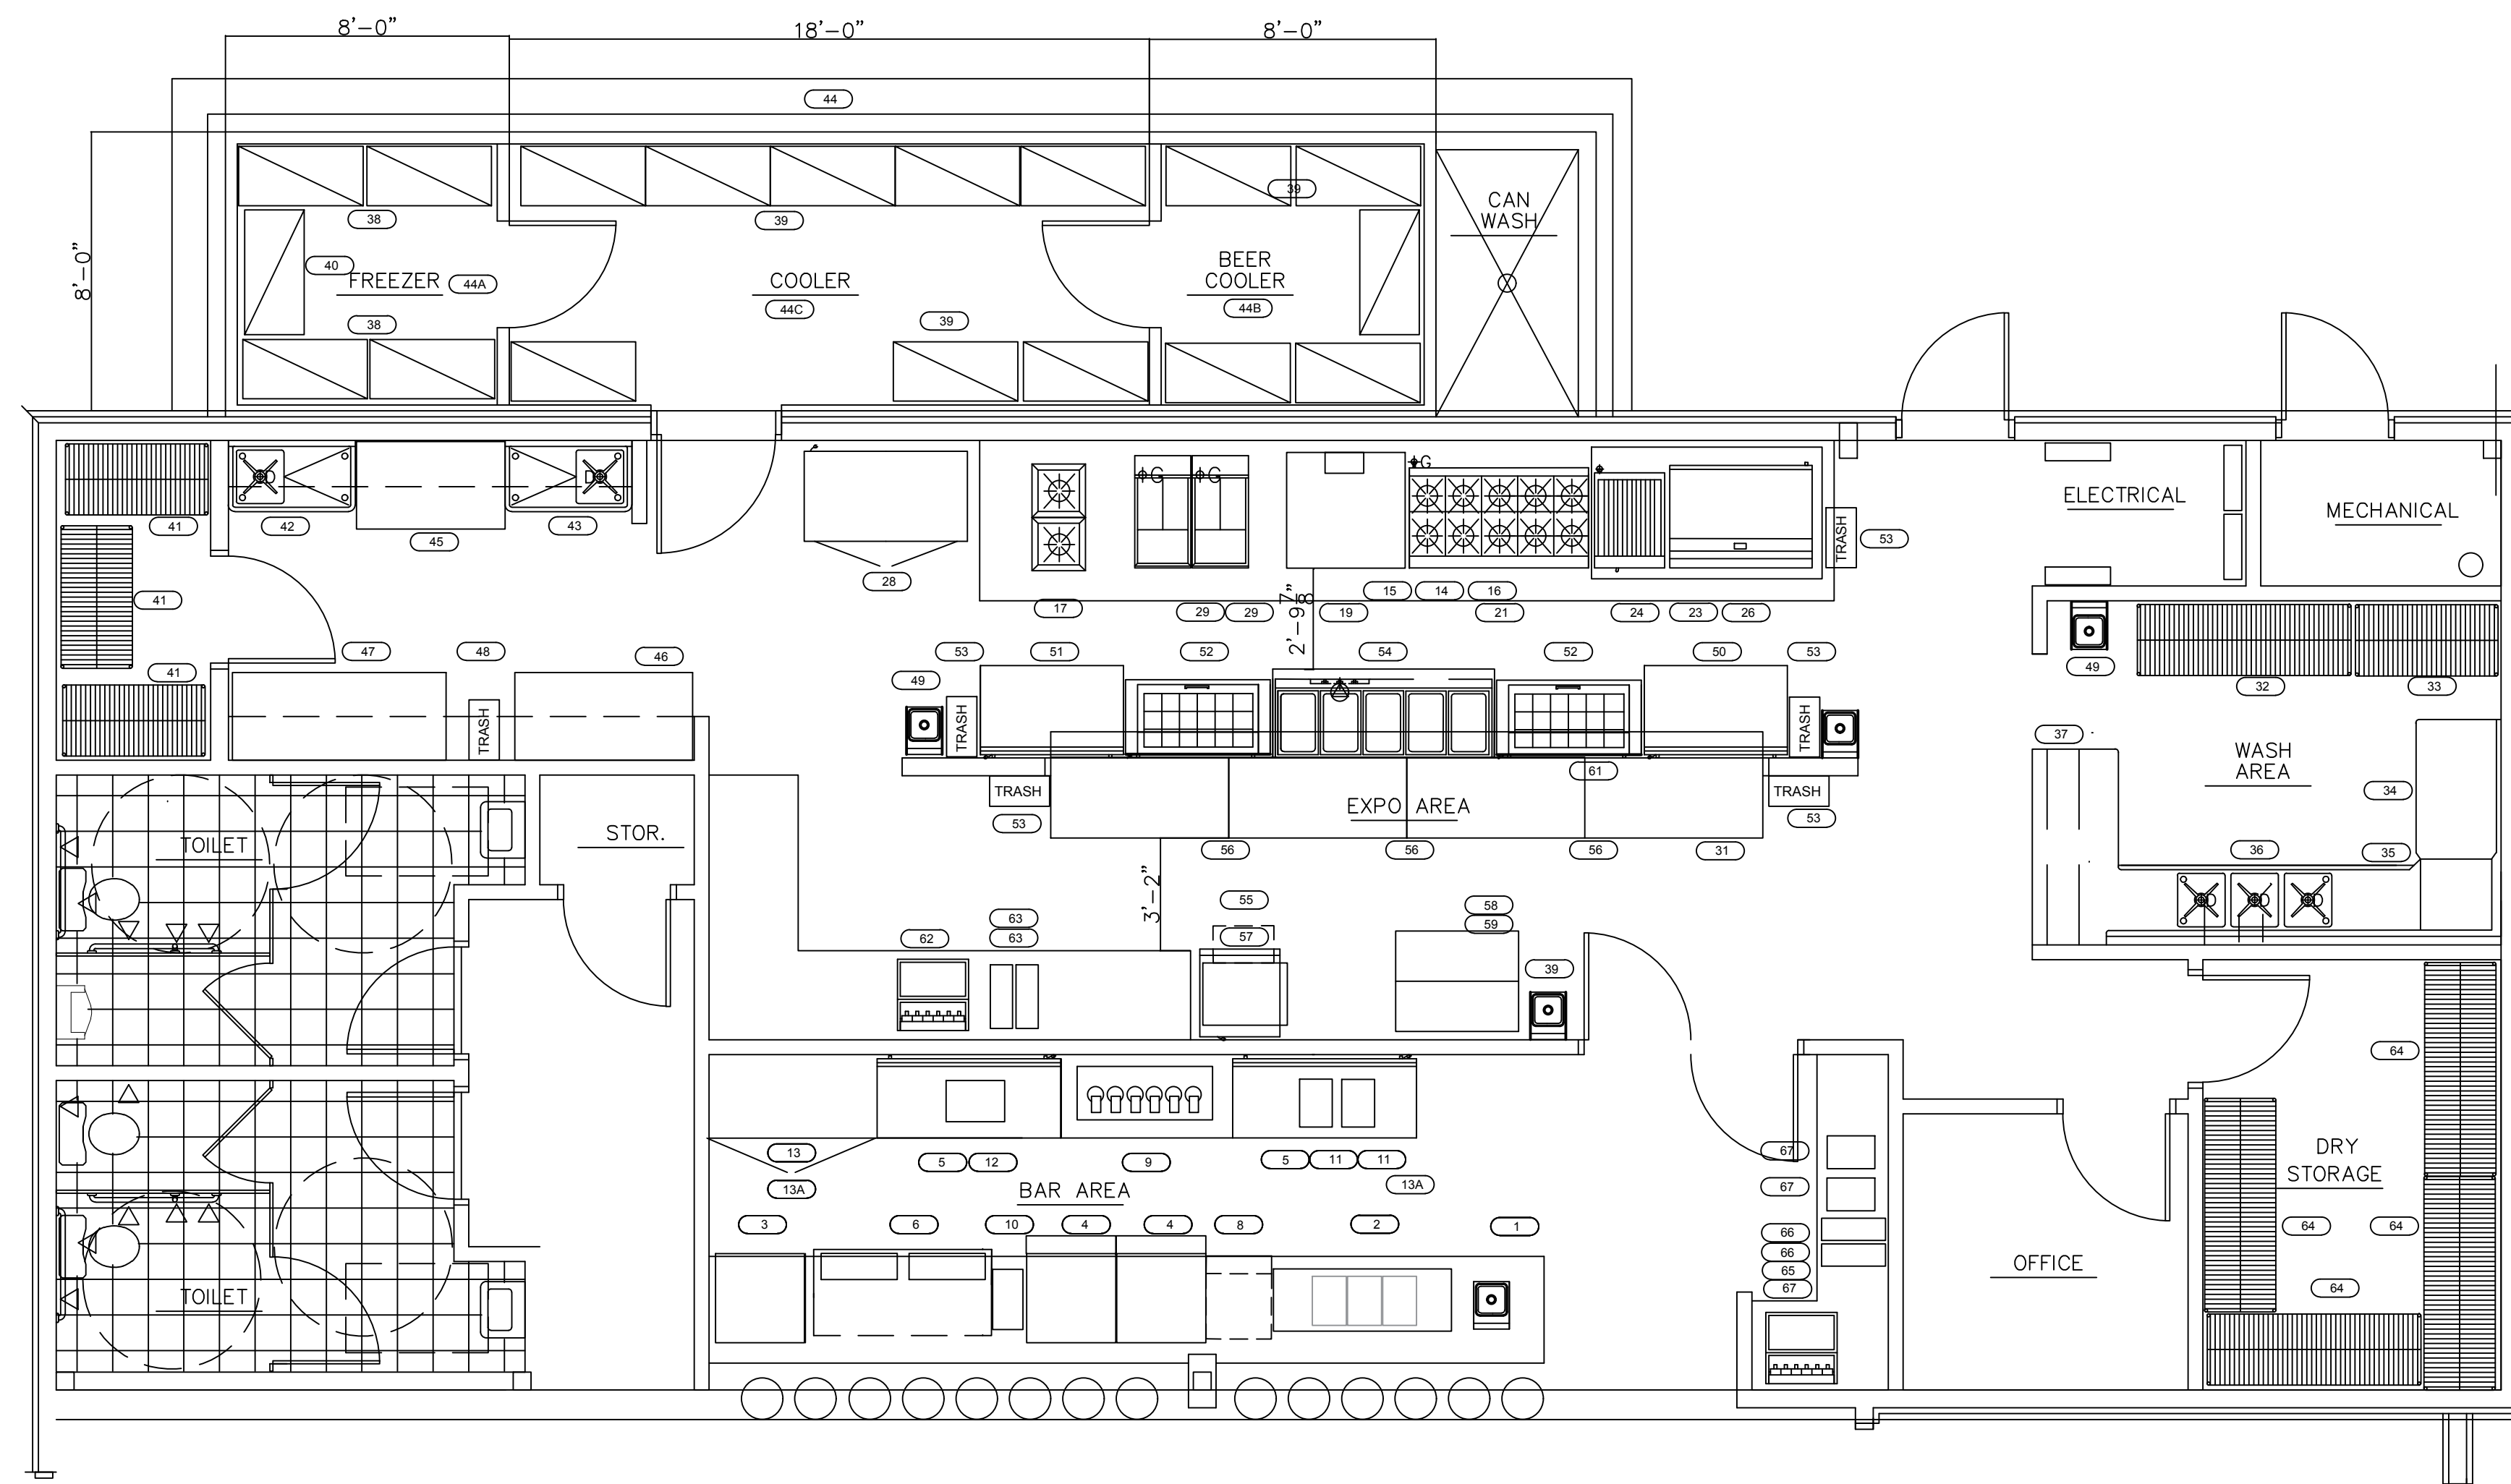 8'-0" 18'-0" 8'-0"
44
8'-0"
38 39 39
CAN
WASH
40 FREEZER 44A COOLER 44C BEER
COOLER 44B
38 39
G G G
41 42 45 43 28
TRASH 53
ELECTRICAL MECHANICAL
41 17 29 29 2'-9 7/8" 19 15 14 16 21 24 23 26
41 47 48 46 53 51 52 54 52 50 53 49 32 33
49
TRASH TRASH TRASH
37 WASH
AREA 34
61
TRASH EXPO AREA TRASH
53 53
TOILET STOR.
56 56 56 31 36 35
3'-2" 55 58
63 59
62 63 57 39
64
13 5 12 9 5 11 11 67
DRY
STORAGE
13A BAR AREA 13A 67
3 6 10 4 4 8 2 1 66 64 64
66
65 OFFICE
67 64
TOILET